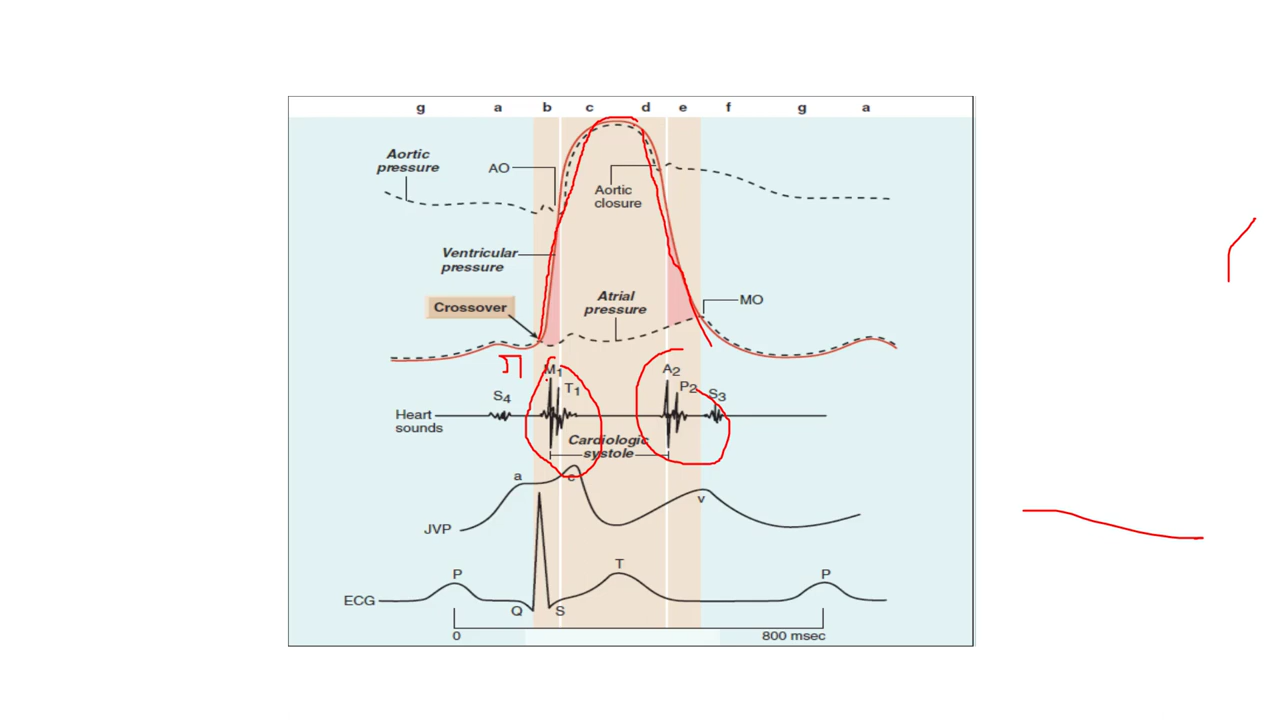 g a b c d e f g a
Aortic
pressure
AO
Aortic
closure
Ventricular
pressure
Crossover
Atrial
pressure
MO
M1
T1
A2
P2
S3
S4
Heart
sounds
Cardiologic
systole
a
c
v
JVP
P
T
P
ECG
Q
S
0
800 msec